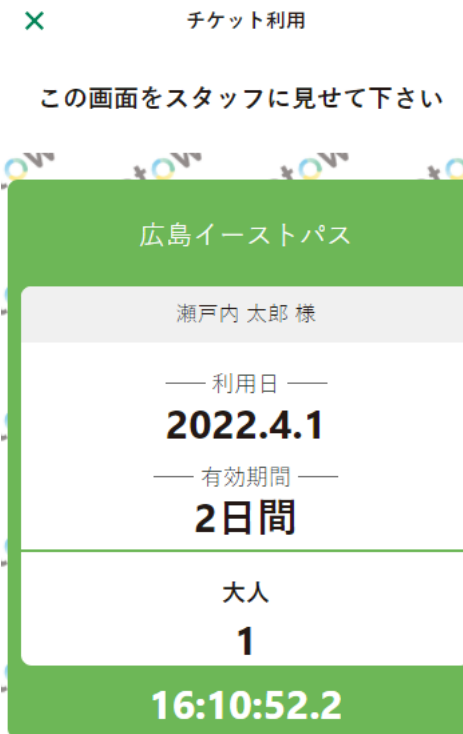 チケット利用
この画面をスタッフに見せて下さい
広島イーストパス
瀬戸内 太郎 様
利用日
2022.4.1
有効期間
2日間
大人
1
16:10:52.2